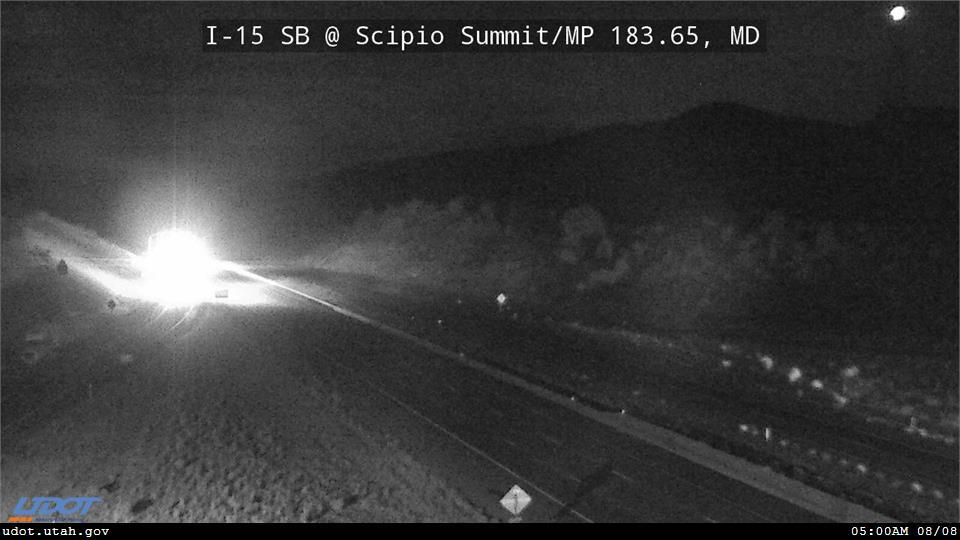 I-15 SB @ Scipio Summit/MP 183.65, MD
UDOT
udot.utah.gov 05:00AM 08/08